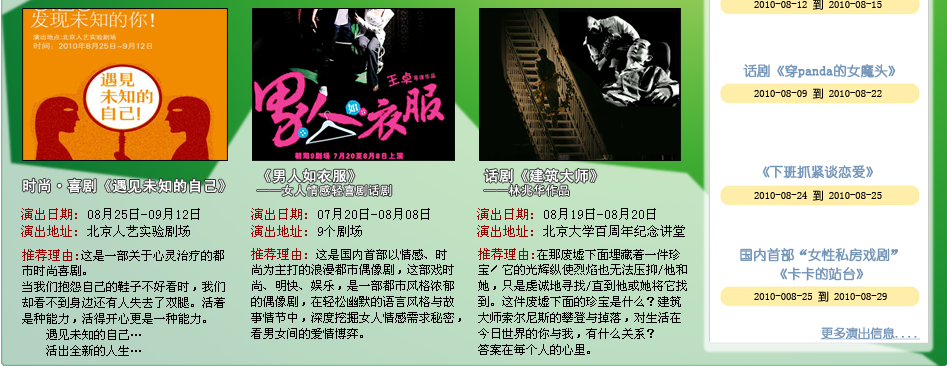 发现未知的你！
演出地点:北京人艺实验剧场
时间：2010年8月25日-9月12日
遇见
未知的
自己！
王卓导演作品
男人如衣服
朝阳9剧场 7月20至8月8日上演
时尚·喜剧《遇见未知的自己》
演出日期：08月25日-09月12日
演出地址：北京人艺实验剧场
推荐理由:这是一部关于心灵治疗的都
市时尚喜剧。
当我们抱怨自己的鞋子不好看时，我们
却看不到身边还有人失去了双腿。活着
是种能力，活得开心更是一种能力。
遇见未知的自己…
活出全新的人生…
《男人如衣服》
——女人情感轻喜剧话剧
演出日期：07月20日-08月08日
演出地址：9个剧场
推荐理由：这是国内首部以情感、时
尚为主打的浪漫都市偶像剧，这部戏时
尚、明快、娱乐，是一部都市风格浓郁
的偶像剧，在轻松幽默的语言风格与故
事情节中，深度挖掘女人情感需求秘密，
看男女间的爱情博弈。
话剧《建筑大师》
——林兆华作品
演出日期：08月19日-08月20日
演出地址：北京大学百周年纪念讲堂
推荐理由:在那废墟下面埋藏着一件珍
宝/它的光辉纵使烈焰也无法压抑/他和
她，只是虔诚地寻找/直到他或她将它找
到。这件废墟下面的珍宝是什么？建筑
大师索尔尼斯的攀登与掉落，对生活在
今日世界的你与我，有什么关系？
答案在每个人的心里。
2010-08-12 到 2010-08-15
话剧《穿panda的女魔头》
2010-08-09 到 2010-08-22
《下班抓紧谈恋爱》
2010-08-24 到 2010-08-25
国内首部“女性私房戏剧”
《卡卡的站台》
2010-008-25 到 2010-08-29
更多演出信息....